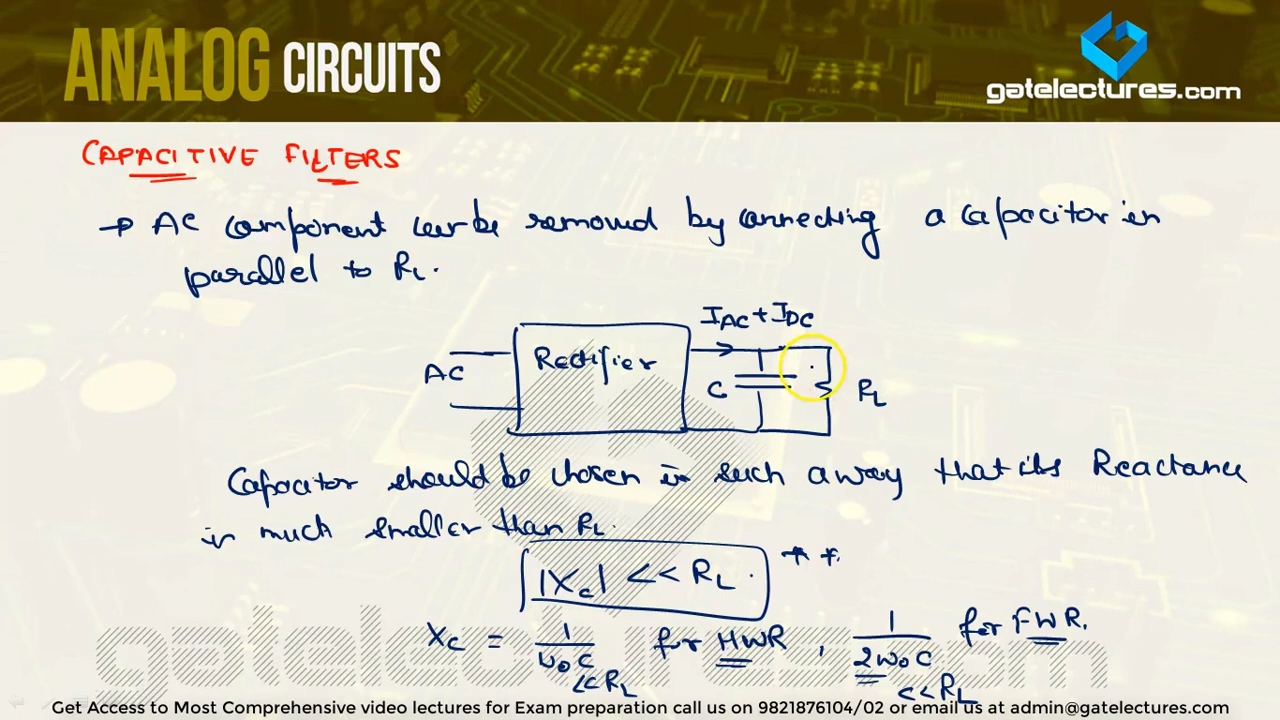 ANALOG CIRCUITS
gatelectures.com
CAPACITIVE FILTERS
→ AC component can be removed by connecting a capacitor in
parallel to RL.
IAC + IDC
AC
Rectifier
C
RL
Capacitor should be chosen in such a way that its Reactance
is much smaller than RL.
|Xc| << RL. * *
Xc = 1/ω₀C for HWR, 1/2ω₀C for FWR.
<<RL <<RL
gatelectures.com
Get Access to Most Comprehensive video lectures for Exam preparation call us on 9821876104/02 or email us at admin@gatelectures.com